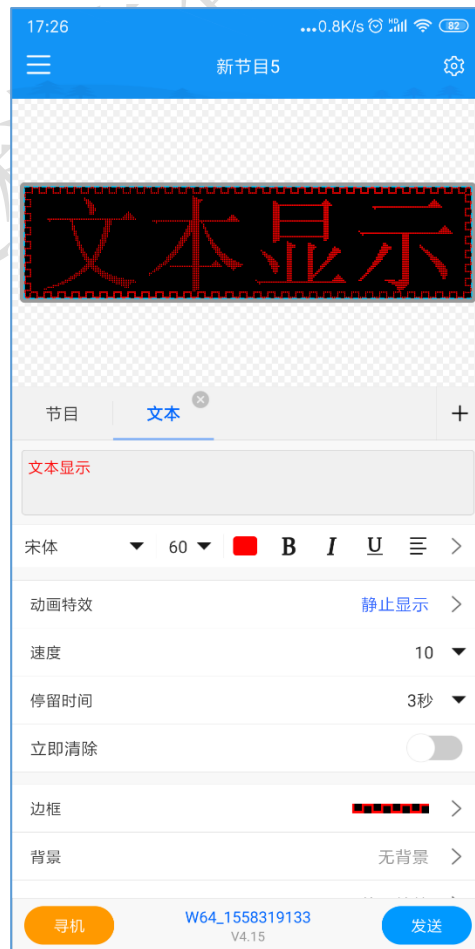 17:26 ...0.8K/s HD 82
新节目5
文本显示
节目 文本 +
文本显示
宋体 60 B I U
动画特效 静止显示
速度 10
停留时间 3秒
立即清除
边框
背景 无背景
寻机 W64_1558319133 发送
V4.15